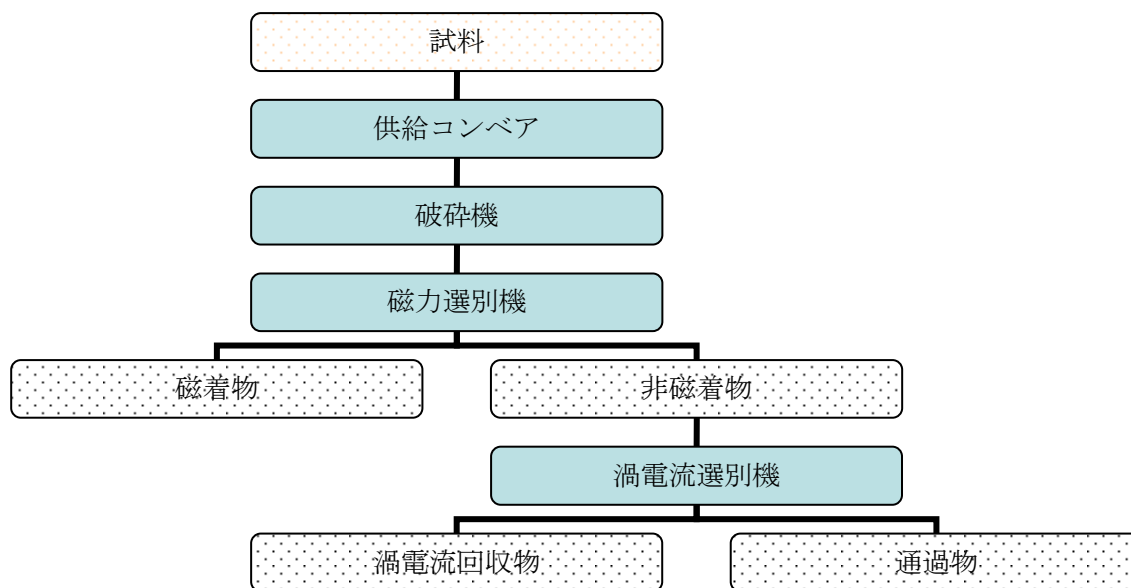 試料
供給コンベア
破砕機
磁力選別機
磁着物
非磁着物
渦電流選別機
渦電流回収物
通過物